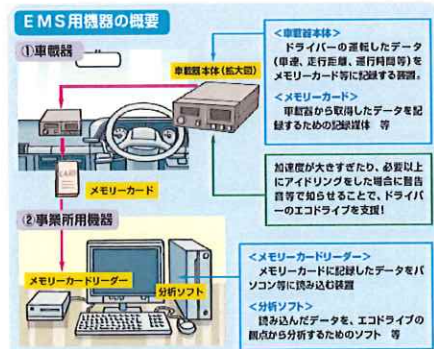 EMS用機器の概要
①車載器
車載器本体(拡大図)
<車載器本体>
ドライバーの運転したデータ
(車速、走行距離、運行時間等)を
メモリーカード等に記録する装置。
<メモリーカード>
車載器から取得したデータを記
録するための記録媒体 等
メモリーカード
加速度が大きすぎたり、必要以上
にアイドリングをした場合に警告
音等で知らせることで、ドライバ
ーのエコドライブを支援!
②事業所用機器
メモリーカードリーダー
分析ソフト
<メモリーカードリーダー>
メモリーカードに記録したデータをパ
ソコン等に読み込む装置
<分析ソフト>
読み込んだデータを、エコドライブの
観点から分析するためのソフト 等